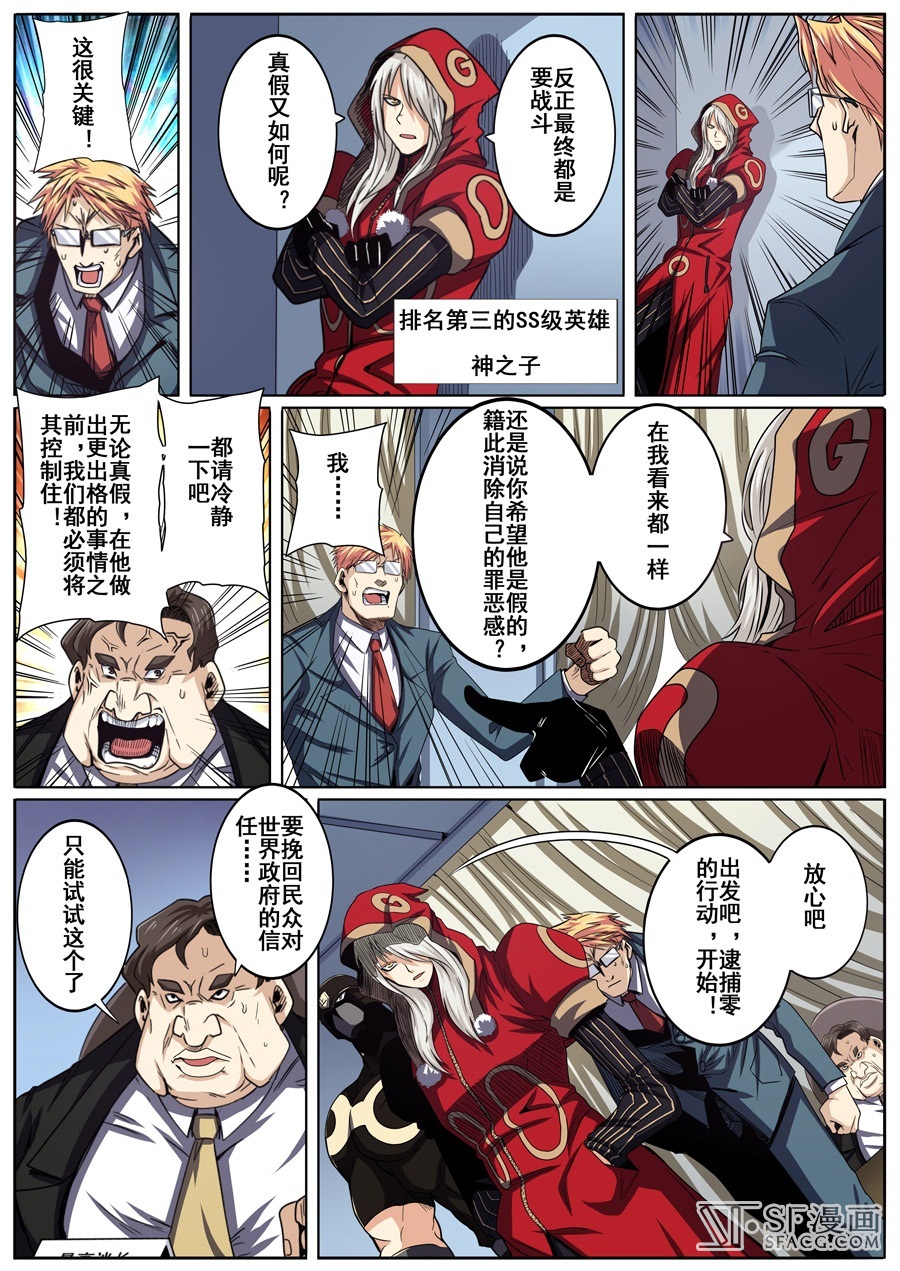 反正最终都是
要战斗
真假又如何呢？
排名第三的SS级英雄
神之子
这很关键！
在我看来都一样
还是说你希望他是假的，
籍此消除自己的罪恶感？
我……
都请冷静
一下吧
无论真假，在他做
出更出格的事情之
前，我们都必须将
其控制住！
放心吧
出发吧，逮捕零
的行动，开始！
要挽回民众对
世界政府的信
任……
只能试试这个了
G
G
G
SF漫画
SFACG.COM